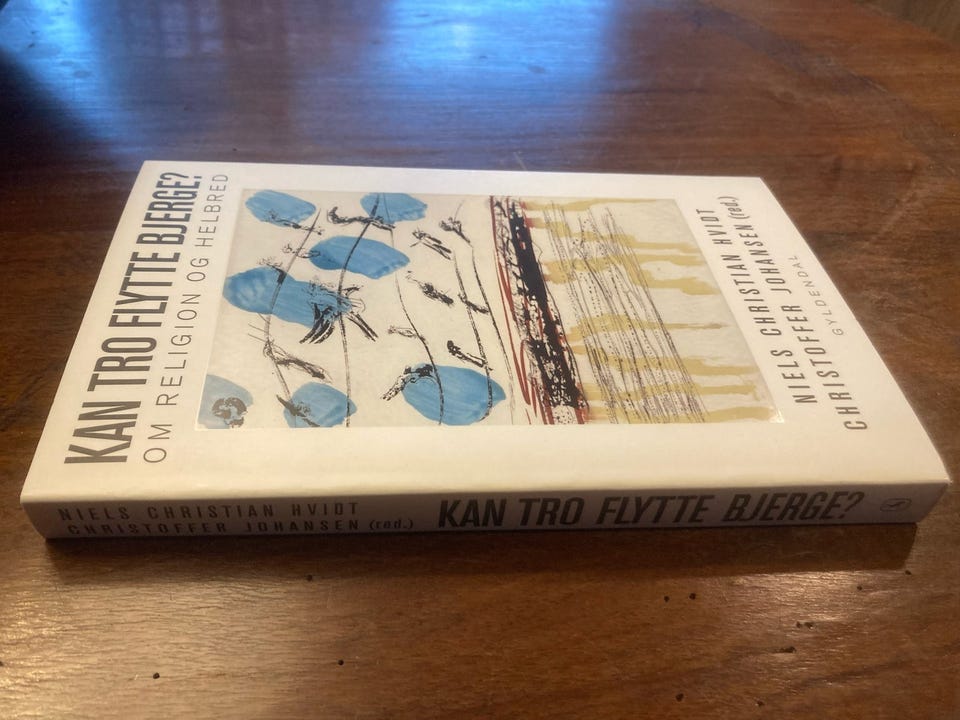 KAN TRO FLYTTE BJERGE?
OM RELIGION OG HELBRED
NIELS CHRISTIAN HVIDT
CHRISTOFFER JOHANSEN (red.)
GYLDENDAL
NIELS CHRISTIAN HVIDT
CHRISTOFFER JOHANSEN (red.)
KAN TRO FLYTTE BJERGE?